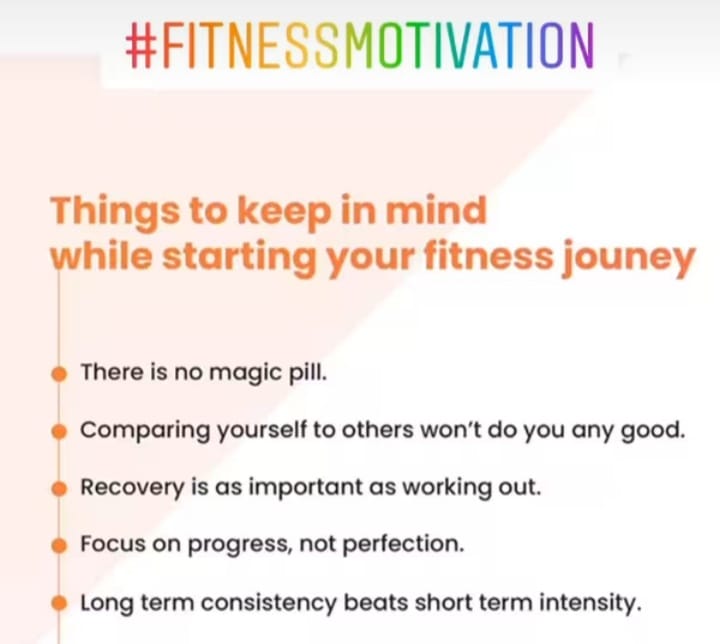 #FITNESSMOTIVATION
Things to keep in mind
while starting your fitness jouney
There is no magic pill.
Comparing yourself to others won't do you any good.
Recovery is as important as working out.
Focus on progress, not perfection.
Long term consistency beats short term intensity.